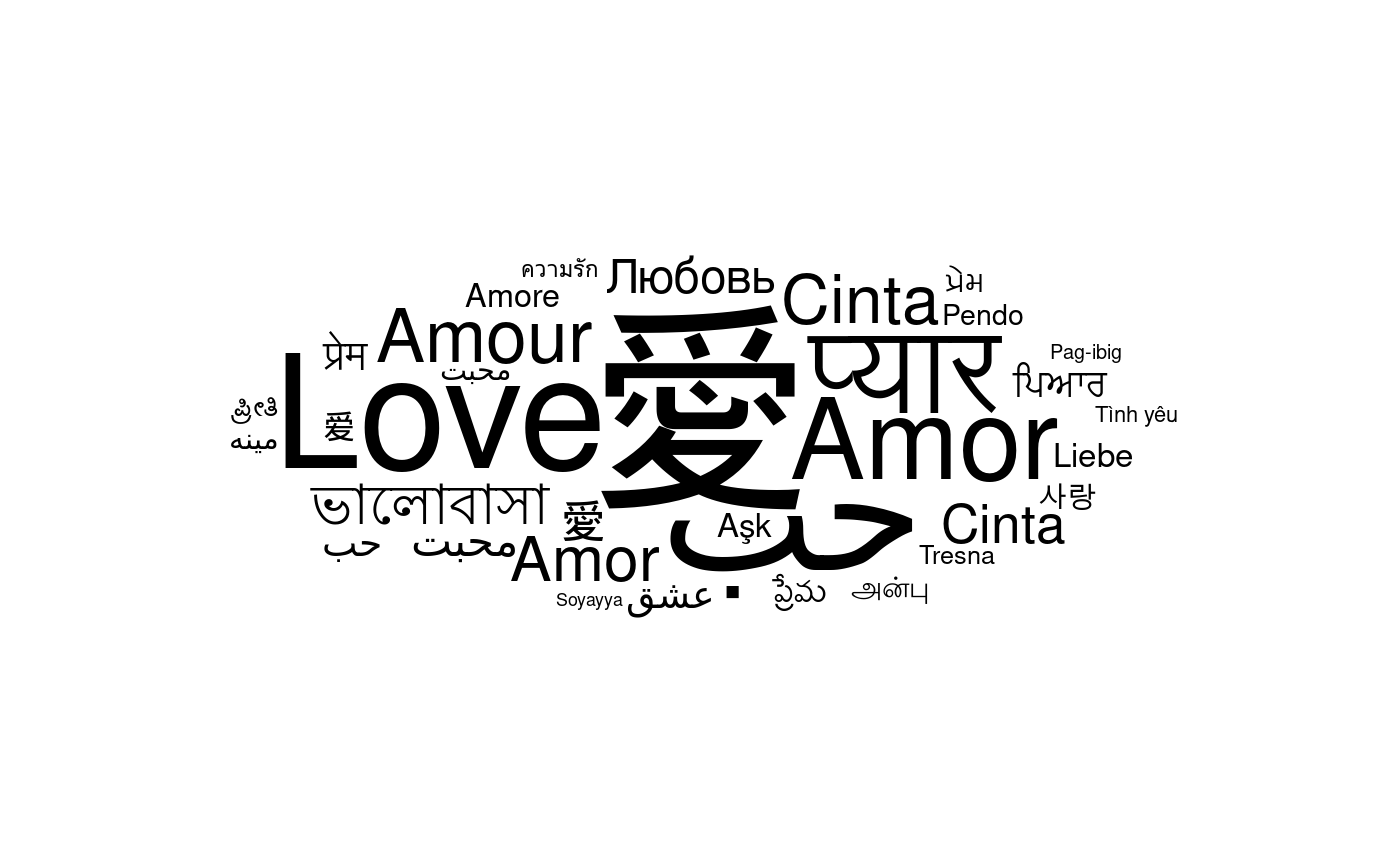 ความรัก
Любовь
Cinta
પ્રેમ
Amore
Pendo
Amour
愛
प्रेम
प्यार
Pag-ibig
محبت
Love
ਪਿਆਰ
ಪ್ರೀತಿ
爱
Amor
Tình yêu
مينه
Liebe
ভালোবাসা
사랑
愛
حب
Aşk
Cinta
حب
محبت
Amor
Tresna
Soyayya
عشق
ప్రేమ
அன்பு